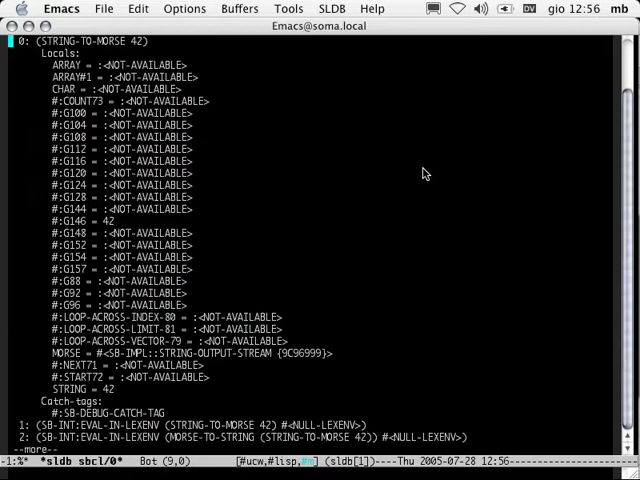 Emacs File Edit Options Buffers Tools SLDB Help DV gio 12:56 mb
Emacs@soma.local
0: (STRING-TO-MORSE 42)
Locals:
ARRAY = :<NOT-AVAILABLE>
ARRAY#1 = :<NOT-AVAILABLE>
CHAR = :<NOT-AVAILABLE>
#:COUNT73 = :<NOT-AVAILABLE>
#:G100 = :<NOT-AVAILABLE>
#:G104 = :<NOT-AVAILABLE>
#:G108 = :<NOT-AVAILABLE>
#:G112 = :<NOT-AVAILABLE>
#:G116 = :<NOT-AVAILABLE>
#:G120 = :<NOT-AVAILABLE>
#:G124 = :<NOT-AVAILABLE>
#:G128 = :<NOT-AVAILABLE>
#:G144 = :<NOT-AVAILABLE>
#:G146 = 42
#:G148 = :<NOT-AVAILABLE>
#:G152 = :<NOT-AVAILABLE>
#:G154 = :<NOT-AVAILABLE>
#:G157 = :<NOT-AVAILABLE>
#:G88 = :<NOT-AVAILABLE>
#:G92 = :<NOT-AVAILABLE>
#:G96 = :<NOT-AVAILABLE>
#:LOOP-ACROSS-INDEX-80 = :<NOT-AVAILABLE>
#:LOOP-ACROSS-LIMIT-81 = :<NOT-AVAILABLE>
#:LOOP-ACROSS-VECTOR-79 = :<NOT-AVAILABLE>
MORSE = #<SB-IMPL::STRING-OUTPUT-STREAM {9C96999}>
#:NEXT71 = :<NOT-AVAILABLE>
#:START72 = :<NOT-AVAILABLE>
STRING = 42
Catch-tags:
#:SB-DEBUG-CATCH-TAG
1: (SB-INT:EVAL-IN-LEXENV (STRING-TO-MORSE 42) #<NULL-LEXENV>)
2: (SB-INT:EVAL-IN-LEXENV (MORSE-TO-STRING (STRING-TO-MORSE 42)) #<NULL-LEXENV>)
--more--
-1:%* *sldb sbcl/0* Bot (9,0) [#ucw,#lisp,#m] (sldb[1])----Thu 2005-07-28 12:56---